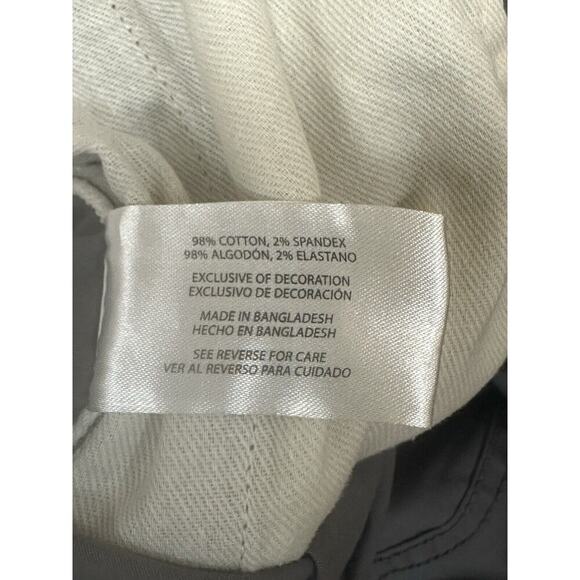 98% COTTON, 2% SPANDEX
98% ALGODÓN, 2% ELASTANO
EXCLUSIVE OF DECORATION
EXCLUSIVO DE DECORACIÓN
MADE IN BANGLADESH
HECHO EN BANGLADESH
SEE REVERSE FOR CARE
VER AL REVERSO PARA CUIDADO